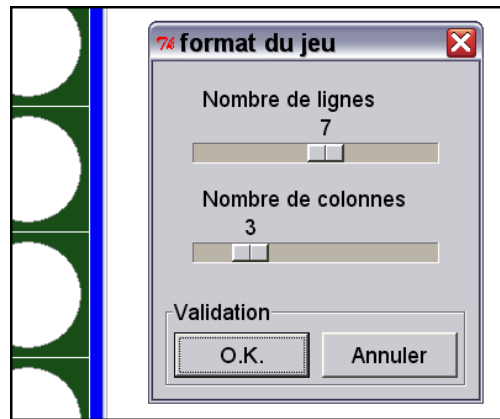 format du jeu
Nombre de lignes
7
Nombre de colonnes
3
Validation
O.K.
Annuler